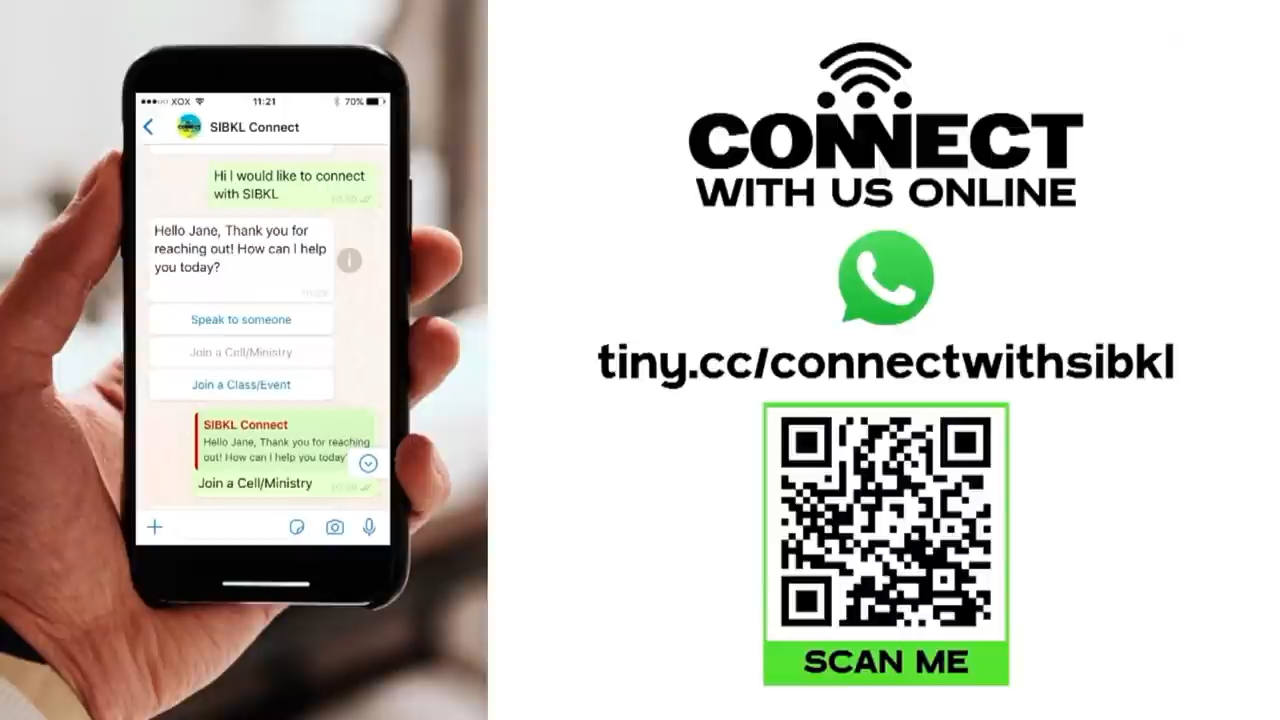 XOX
11:21
70%
SIBKL Connect
Hi I would like to connect
with SIBKL
Hello Jane, Thank you for
reaching out! How can I help
you today?
Speak to someone
Join a Cell/Ministry
Join a Class/Event
SIBKL Connect
Hello Jane, Thank you for reaching
out! How can I help you today
Join a Cell/Ministry
CONNECT
WITH US ONLINE
tiny.cc/connectwithsibkl
SCAN ME